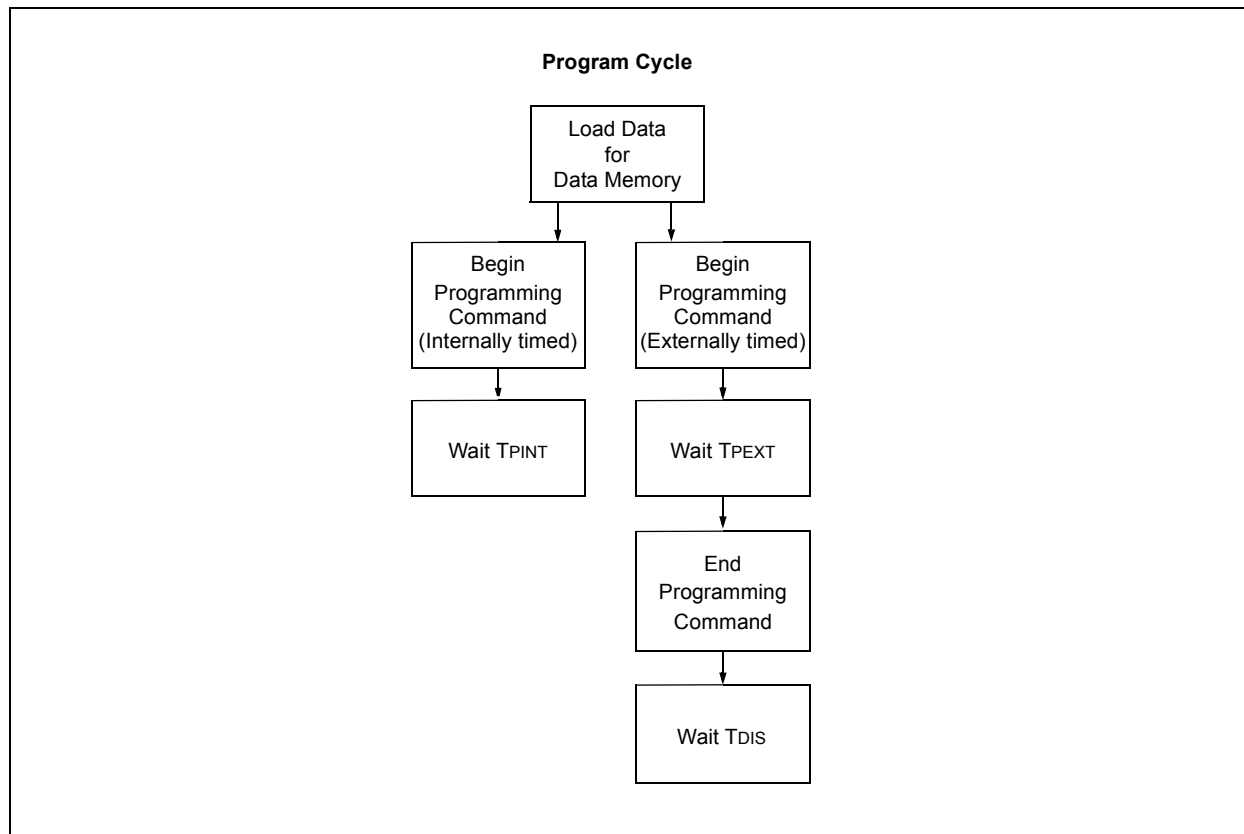 Program Cycle
Load Data
for
Data Memory
Begin
Programming
Command
(Internally timed)
Begin
Programming
Command
(Externally timed)
Wait TPINT
Wait TPEXT
End
Programming
Command
Wait TDIS